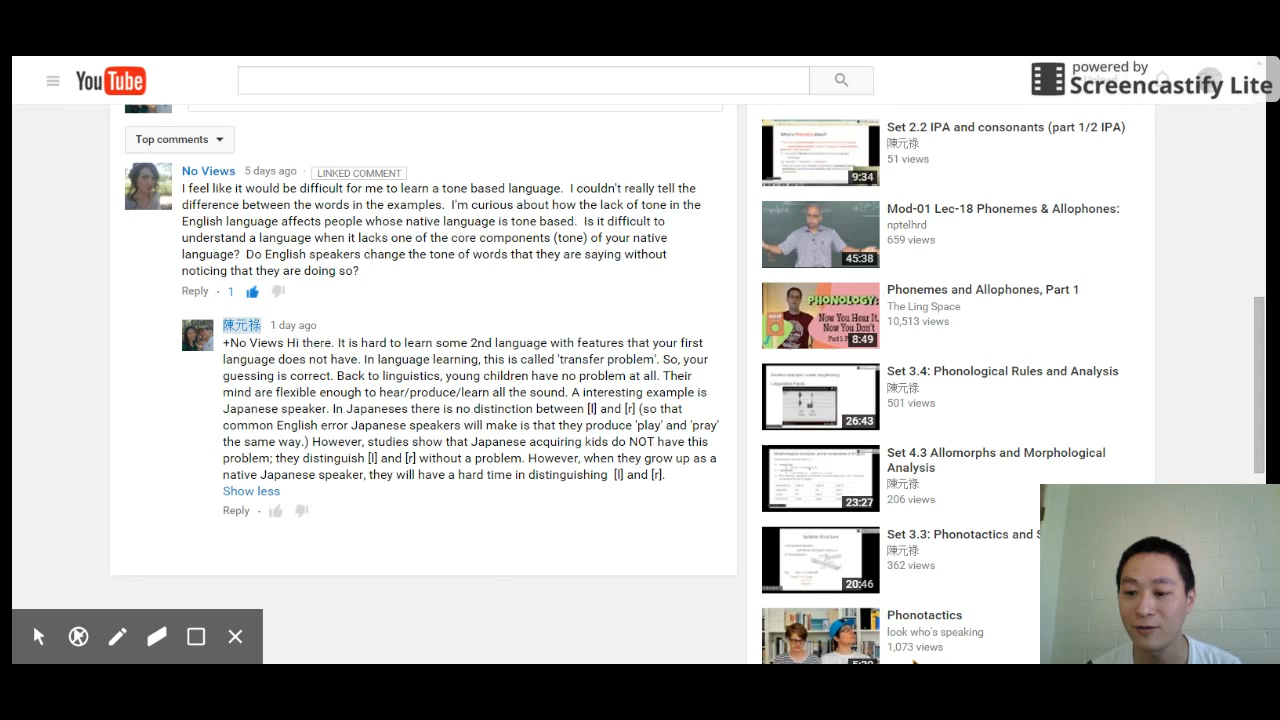 YouTube
powered by
Screencastify Lite
Top comments
No Views 5 days ago · LINKED COMMENT
I feel like it would be difficult for me to learn a tone based language. I couldn't really tell the
difference between the words in the examples. I'm curious about how the lack of tone in the
English language affects people whose native language is tone based. Is it difficult to
understand a language when it lacks one of the core components (tone) of your native
language? Do English speakers change the tone of words that they are saying without
noticing that they are doing so?
Reply · 1
陳元祿 1 day ago
+No Views Hi there. It is hard to learn some 2nd language with features that your first
language does not have. In language learning, this is called 'transfer problem'. So, your
guessing is correct. Back to linguistics, young children have no problem at all. Their
mind are flexible enough to hear/produce/learn all the sound. A interesting example is
Japanese speaker. In Japaneses there is no distinction between [l] and [r] (so that
common English error Japanese speakers will make is that they produce 'play' and 'pray'
the same way.) However, studies show that Japanese acquiring kids do NOT have this
problem; they distinguish [l] and [r] without a problem. However, when they grow up as a
native Japanese speaker, they will have a hard time in distinguishing [l] and [r].
Show less
Reply ·
Set 2.2 IPA and consonants (part 1/2 IPA)
陳元祿
51 views
9:34
Mod-01 Lec-18 Phonemes & Allophones:
nptelhrd
659 views
45:38
Phonemes and Allophones, Part 1
The Ling Space
10,513 views
PHONOLOGY:
Now You Hear It,
Now You Don't
8:49
Set 3.4: Phonological Rules and Analysis
陳元祿
501 views
26:43
Set 4.3 Allomorphs and Morphological
Analysis
陳元祿
206 views
23:27
Set 3.3: Phonotactics and S
陳元祿
362 views
Syllable Structure
20:46
Phonotactics
look who's speaking
1,073 views